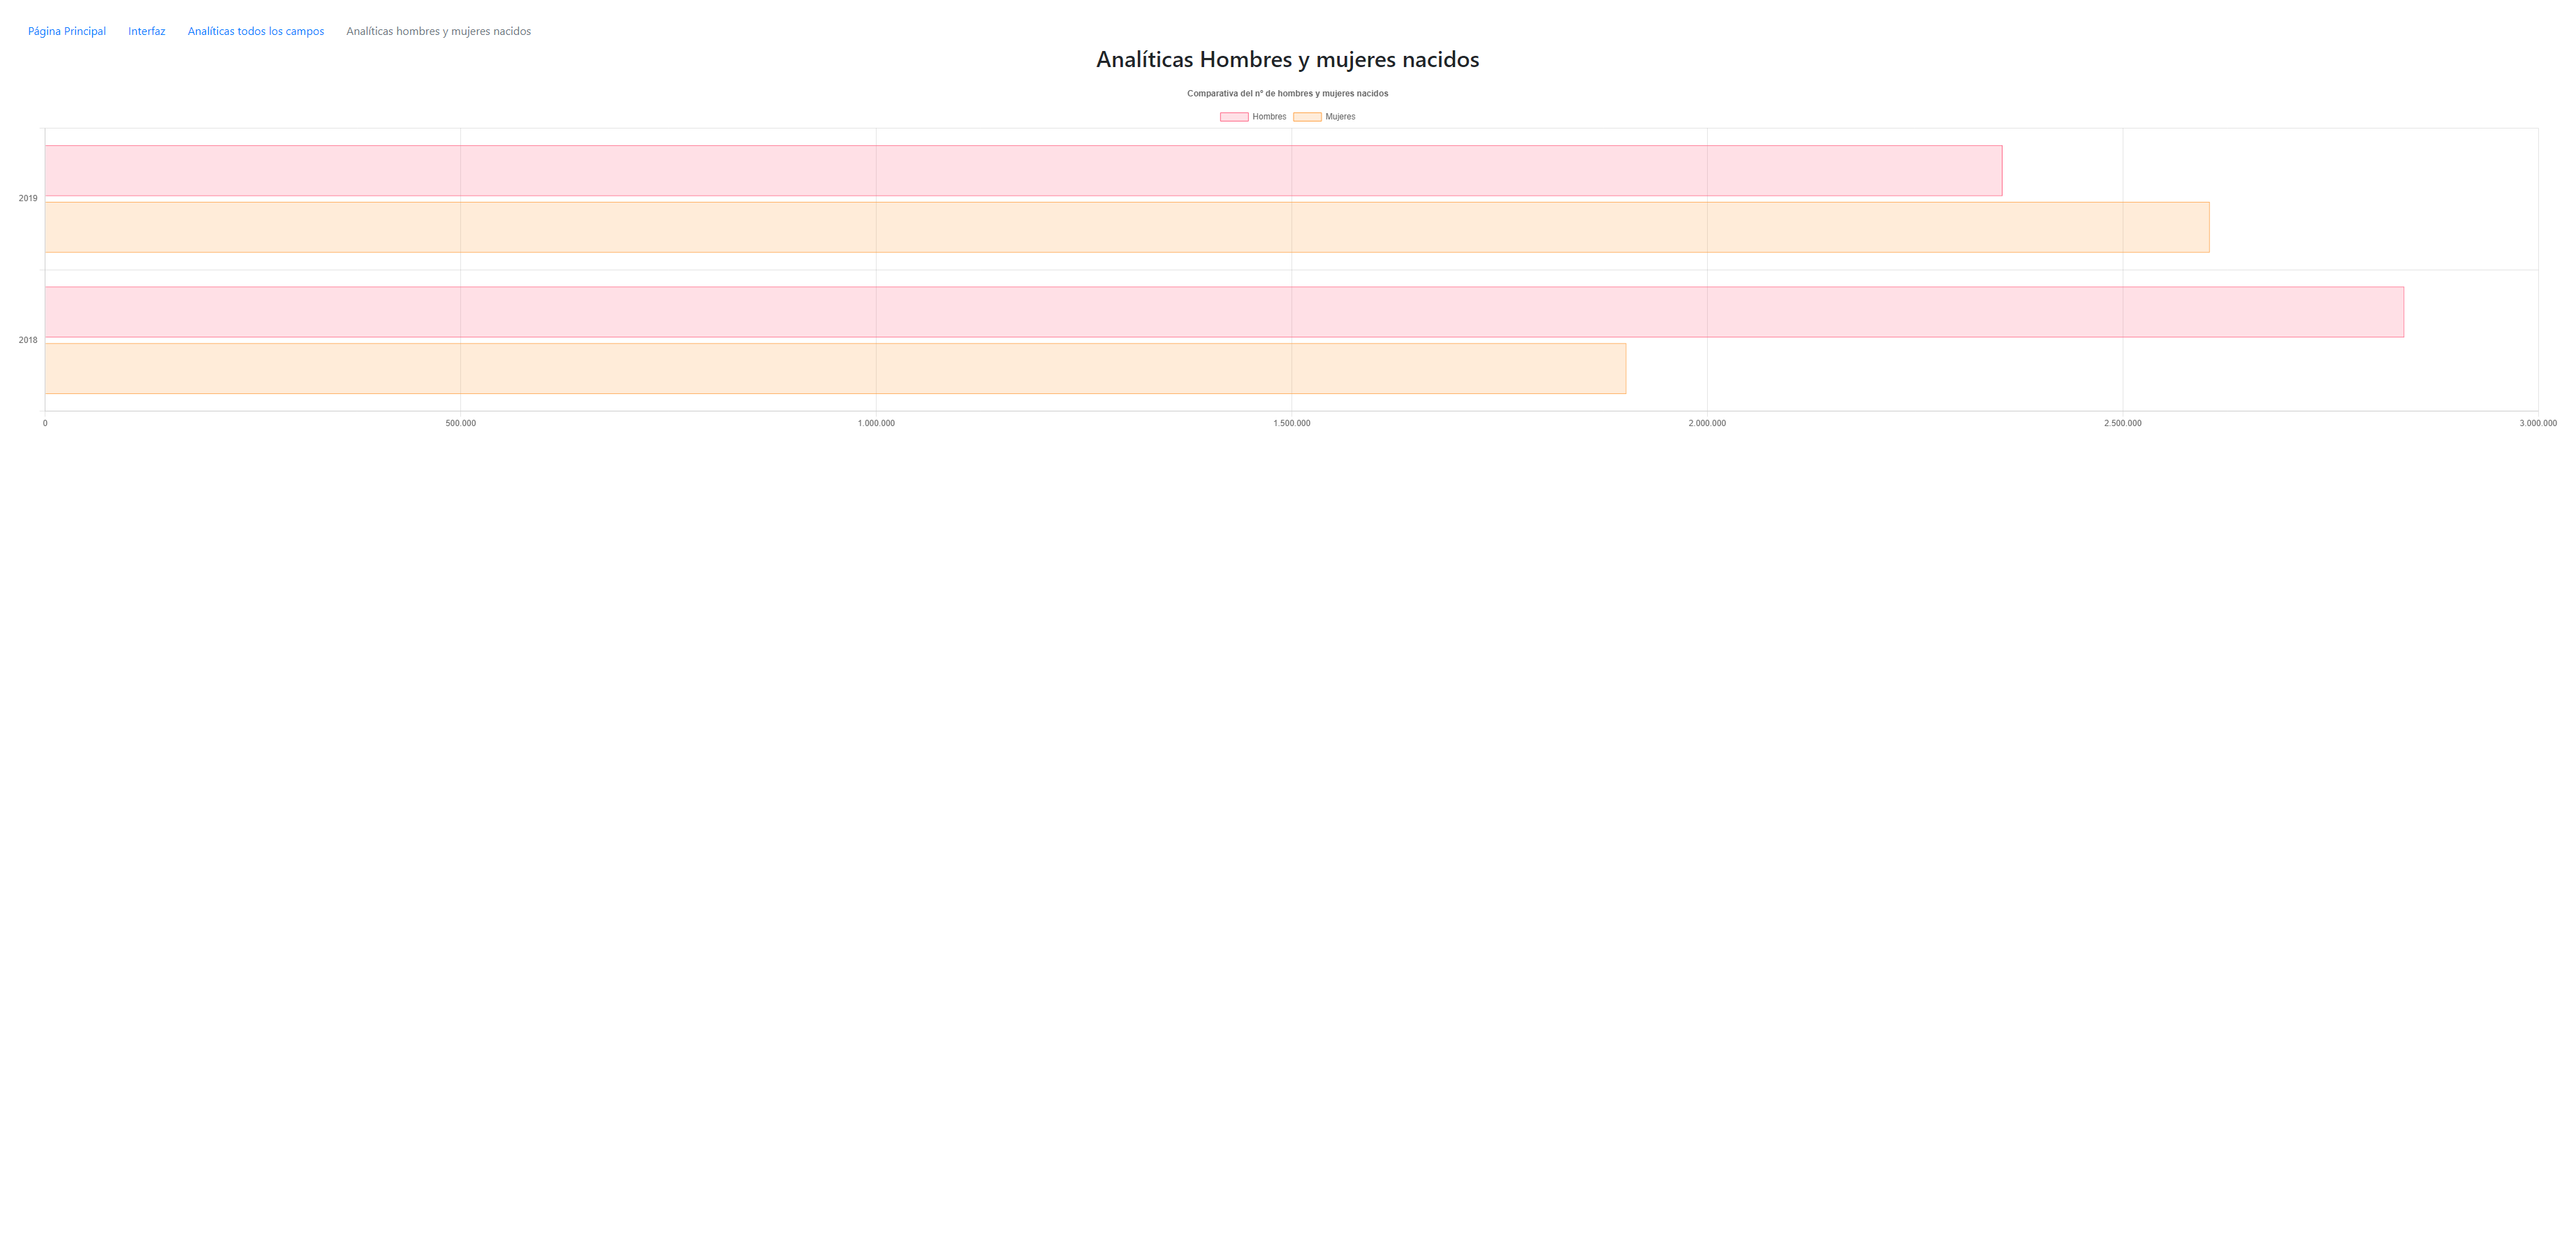 Página Principal Interfaz Analíticas todos los campos Analíticas hombres y mujeres nacidos
Analíticas Hombres y mujeres nacidos
Comparativa del nº de hombres y mujeres nacidos
Hombres Mujeres
2019
2018
0 500.000 1.000.000 1.500.000 2.000.000 2.500.000 3.000.000